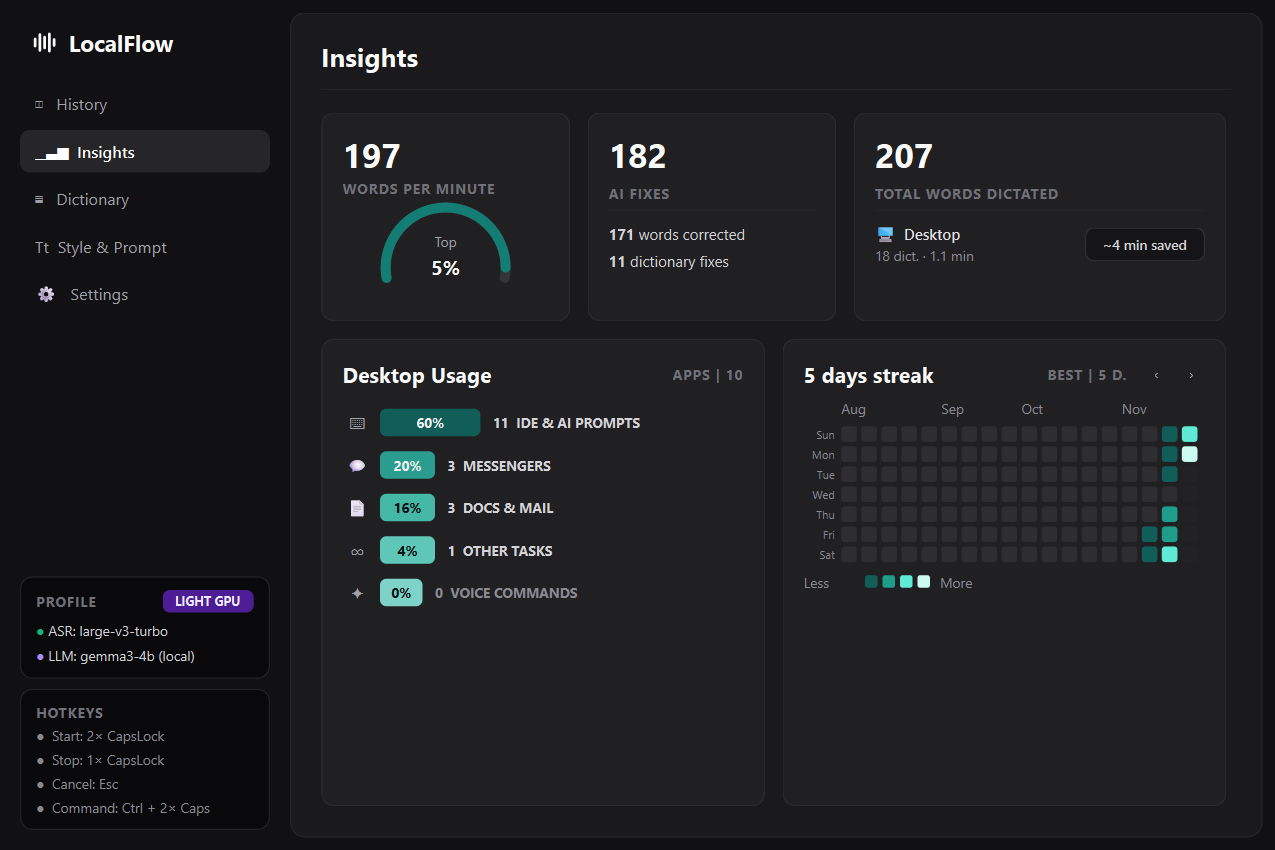 LocalFlow
History
Insights
Dictionary
Tt Style & Prompt
Settings
PROFILE
LIGHT GPU
ASR: large-v3-turbo
LLM: gemma3-4b (local)
HOTKEYS
Start: 2× CapsLock
Stop: 1× CapsLock
Cancel: Esc
Command: Ctrl + 2× Caps
Insights
197
WORDS PER MINUTE
Top
5%
182
AI FIXES
171 words corrected
11 dictionary fixes
207
TOTAL WORDS DICTATED
Desktop
18 dict. · 1.1 min
~4 min saved
Desktop Usage
APPS | 10
60% 11 IDE & AI PROMPTS
20% 3 MESSENGERS
16% 3 DOCS & MAIL
4% 1 OTHER TASKS
0% 0 VOICE COMMANDS
5 days streak
BEST | 5 D. ‹ ›
Aug Sep Oct Nov
Sun
Mon
Tue
Wed
Thu
Fri
Sat
Less More